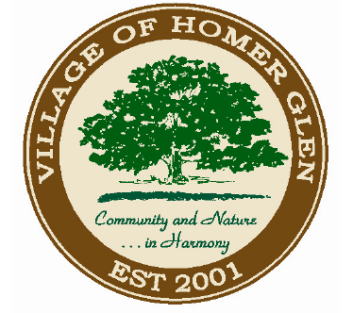 VILLAGE OF HOMER GLEN
Community and Nature
... in Harmony
EST 2001